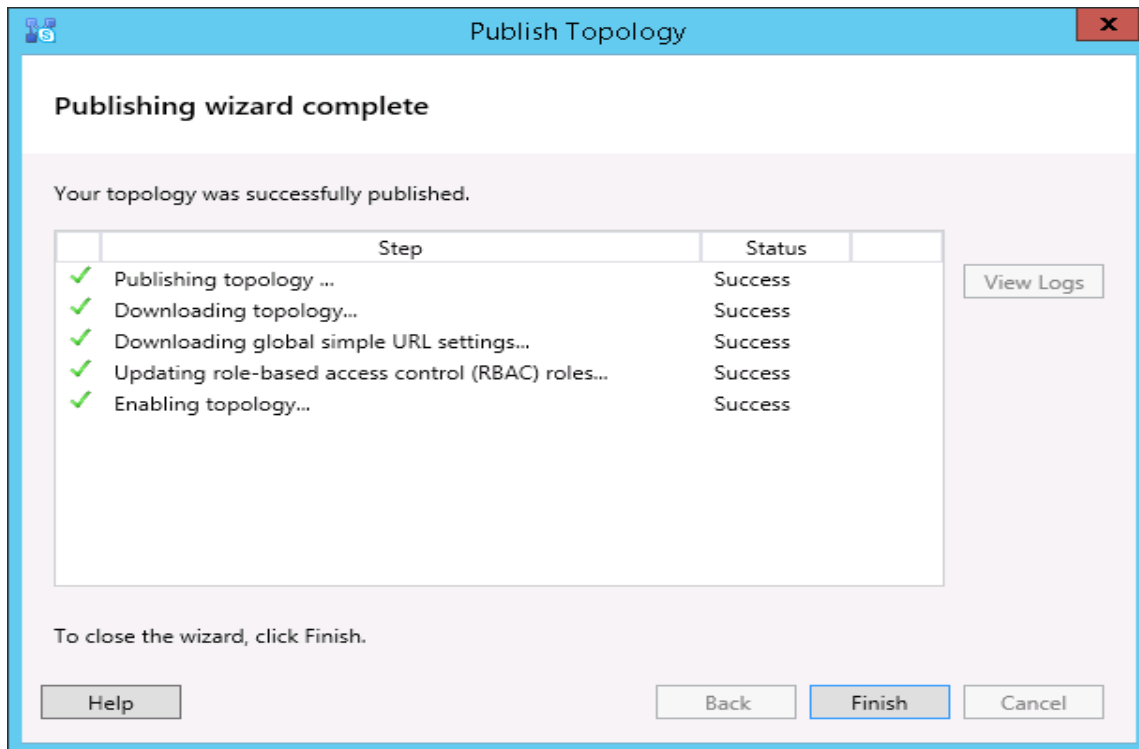 Publish Topology
x
Publishing wizard complete
Your topology was successfully published.
Step Status
Publishing topology ... Success
Downloading topology... Success
Downloading global simple URL settings... Success
Updating role-based access control (RBAC) roles... Success
Enabling topology... Success
View Logs
To close the wizard, click Finish.
Help Back Finish Cancel